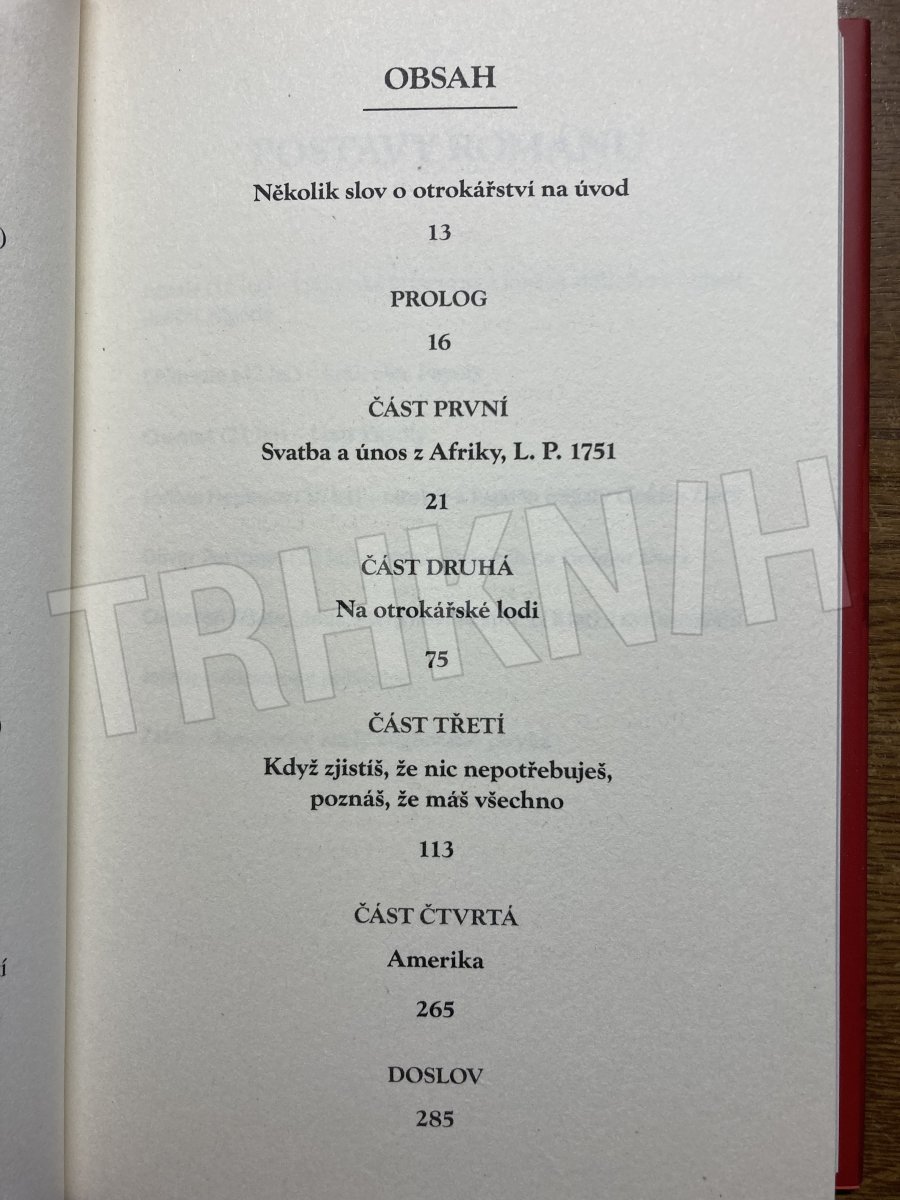 OBSAH
Několik slov o otrokářství na úvod
13
PROLOG
16
ČÁST PRVNÍ
Svatba a únos z Afriky, L. P. 1751
21
ČÁST DRUHÁ
Na otrokářské lodi
75
ČÁST TŘETÍ
Když zjistíš, že nic nepotřebuješ,
poznáš, že máš všechno
113
ČÁST ČTVRTÁ
Amerika
265
DOSLOV
285
TRHKNIH